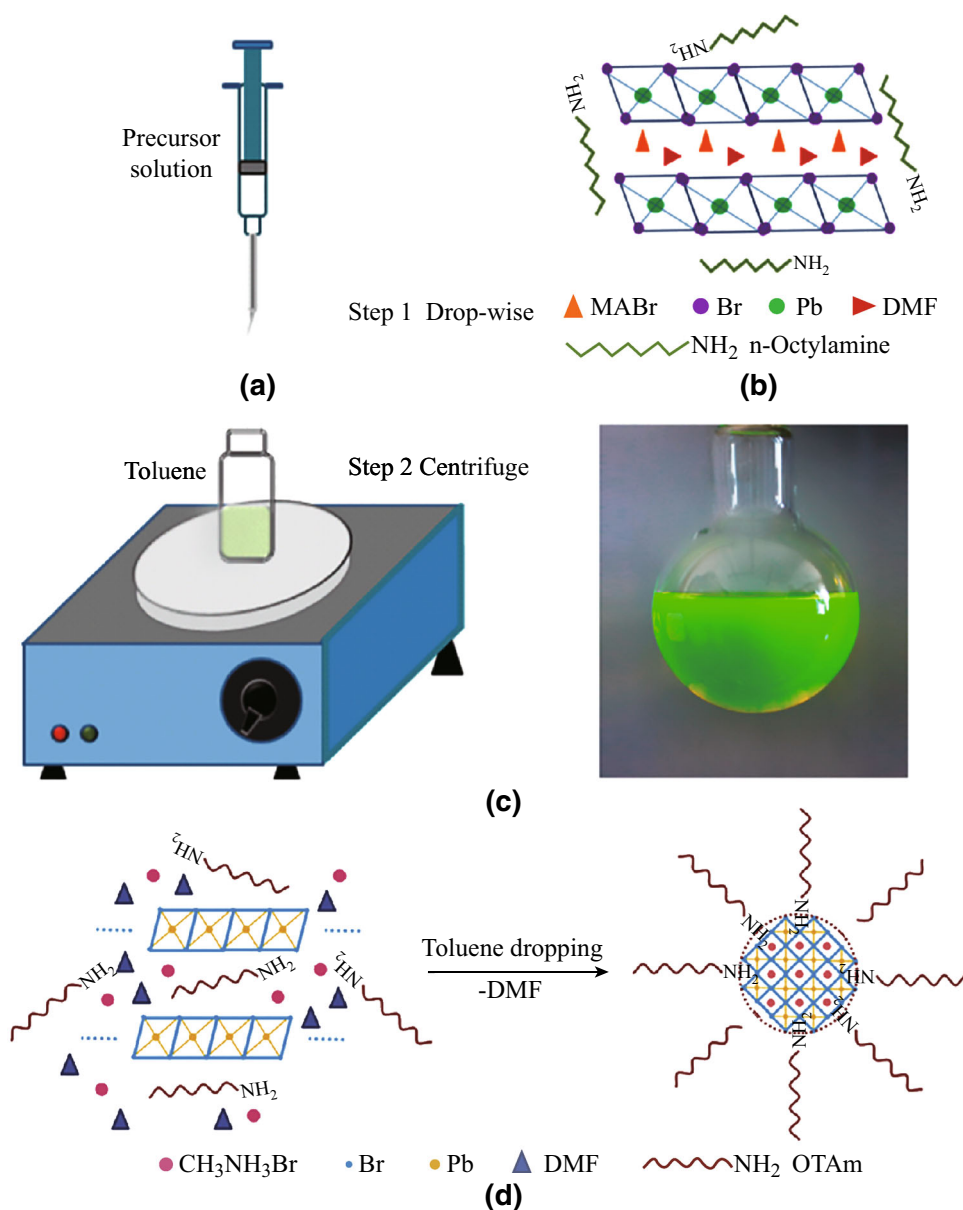 Precursor
solution
(a)
NH₂
NH₂
NH₂
NH₂
Step 1 Drop-wise
MABr Br Pb DMF
NH₂ n-Octylamine
(b)
Toluene
Step 2 Centrifuge
(c)
NH₂
NH₂
NH₂
NH₂
NH₂
Toluene dropping
-DMF
NH₂
NH₂
NH₂
NH₂
NH₂
NH₂
CH₃NH₃Br Br Pb DMF NH₂ OTAm
(d)